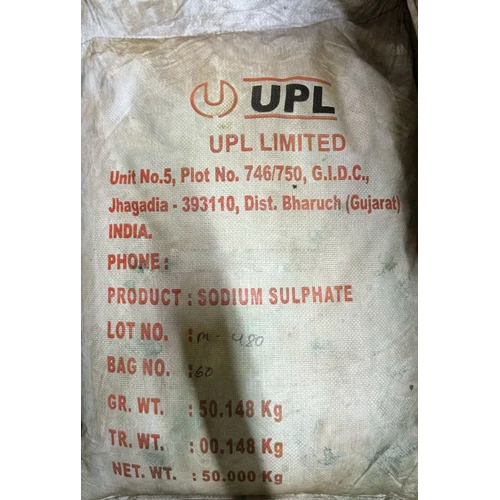 UPL
UPL LIMITED
Unit No.5, Plot No. 746/750, G.I.D.C.,
Jhagadia - 393110, Dist. Bharuch (Gujarat)
INDIA.
PHONE :
PRODUCT : SODIUM SULPHATE
LOT NO. : M-480
BAG NO. : 60
GR. WT. : 50.148 Kg
TR. WT. : 00.148 Kg
NET. WT. : 50.000 Kg